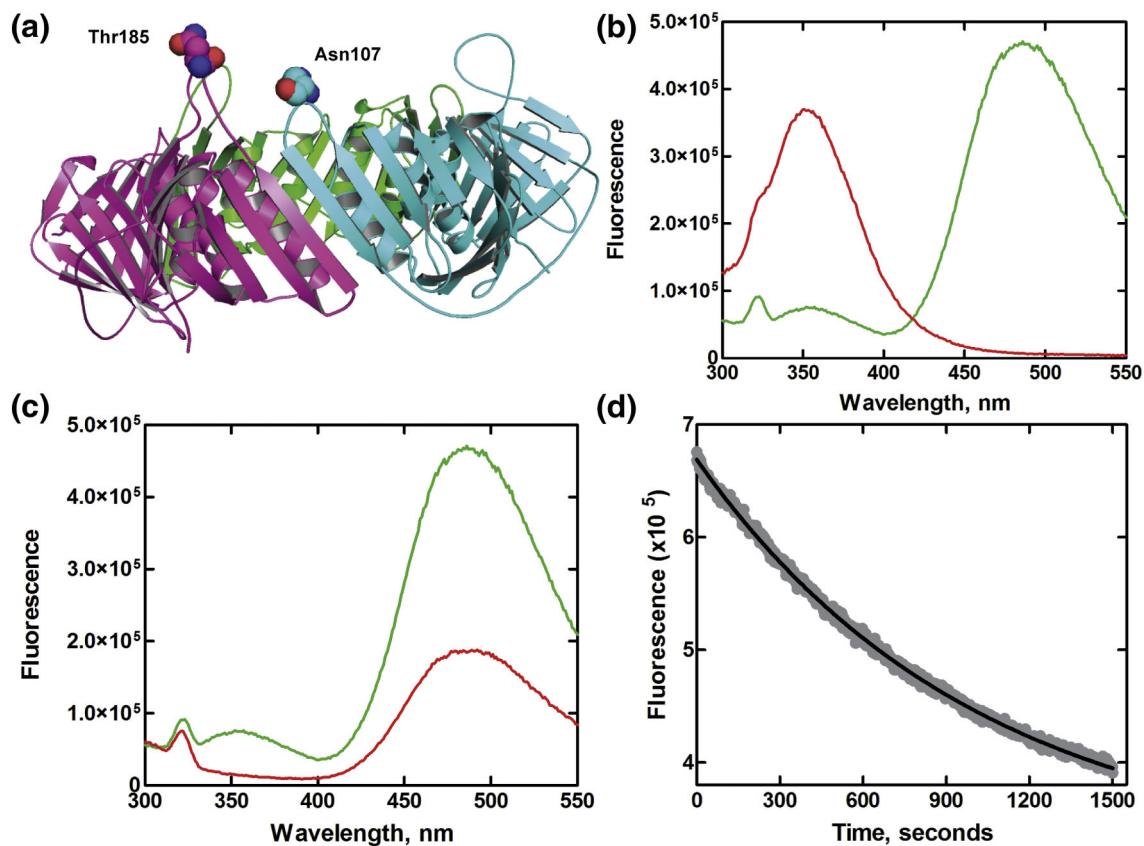 (a)
Thr185
Asn107
(b)
5.0×10⁵
4.0×10⁵
3.0×10⁵
2.0×10⁵
1.0×10⁵
0
Fluorescence
300 350 400 450 500 550
Wavelength, nm
(c)
5.0×10⁵
4.0×10⁵
3.0×10⁵
2.0×10⁵
1.0×10⁵
0
Fluorescence
300 350 400 450 500 550
Wavelength, nm
(d)
7
6
5
4
Fluorescence (x10 ⁵)
0 300 600 900 1200 1500
Time, seconds